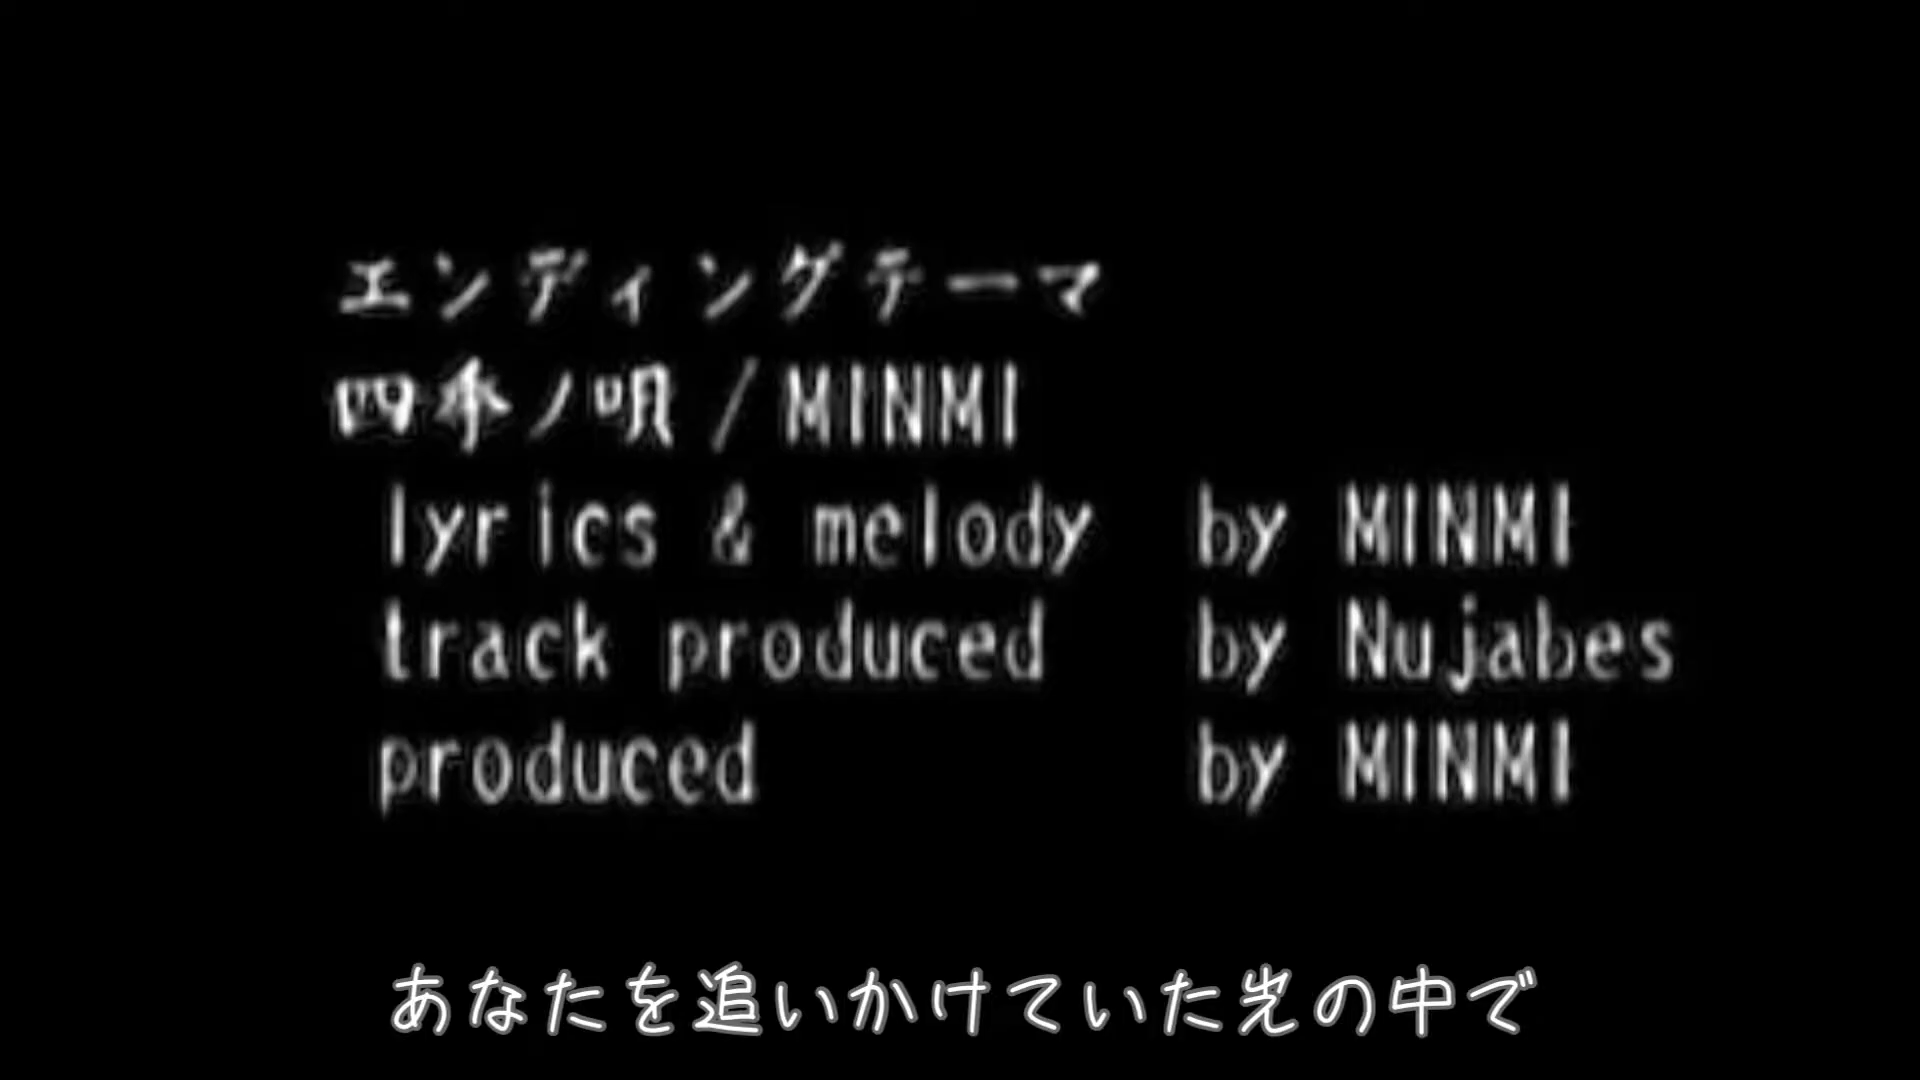 エンディングテーマ
四季ノ唄/MINMI
lyrics & melody by MINMI
track produced by Nujabes
produced by MINMI
あなたを追いかけていた光の中で